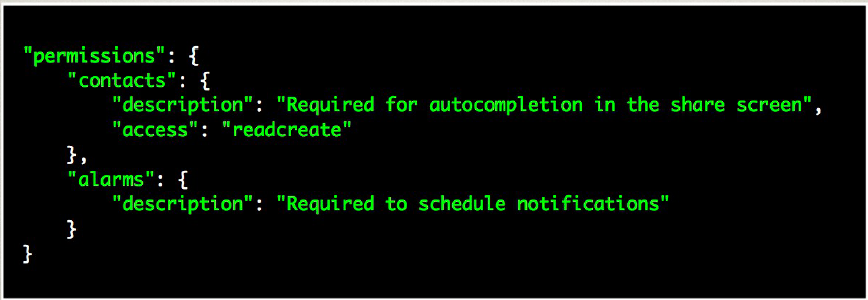 "permissions": {
    "contacts": {
        "description": "Required for autocompletion in the share screen",
        "access": "readcreate"
    },
    "alarms": {
        "description": "Required to schedule notifications"
    }
}